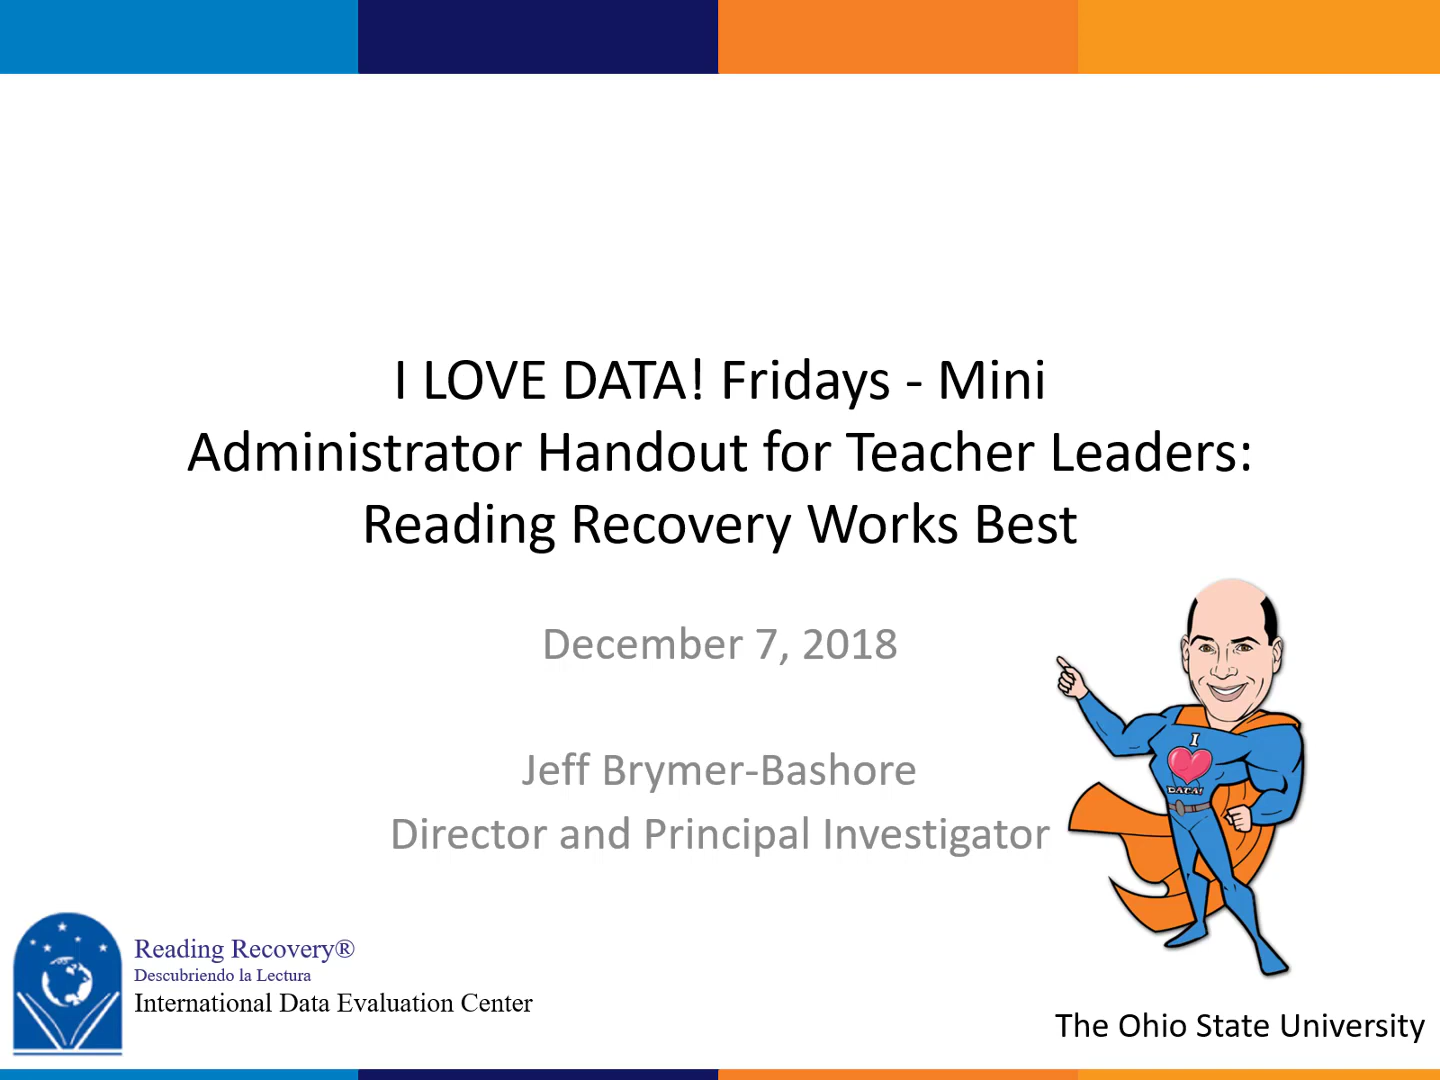 I LOVE DATA! Fridays - Mini
Administrator Handout for Teacher Leaders:
Reading Recovery Works Best
December 7, 2018
Jeff Brymer-Bashore
Director and Principal Investigator
I
DATA!
Reading Recovery®
Descubriendo la Lectura
International Data Evaluation Center
The Ohio State University